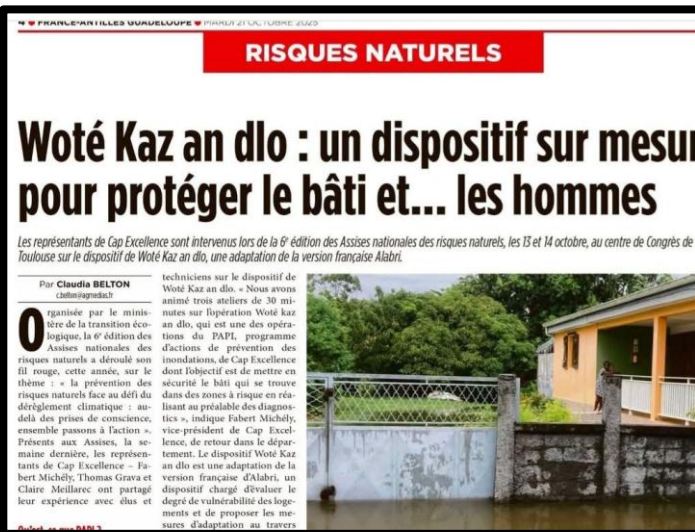 4 ● FRANCE-ANTILLES GUADELOUPE ● MARDI 21 OCTOBRE 2025
RISQUES NATURELS
Woté Kaz an dlo : un dispositif sur mesur
pour protéger le bâti et... les hommes
Les représentants de Cap Excellence sont intervenus lors de la 6e édition des Assises nationales des risques naturels, les 13 et 14 octobre, au centre de Congrès de
Toulouse sur le dispositif de Woté Kaz an dlo, une adaptation de la version française Alabri.
Par Claudia BELTON
c.belton@agmedias.fr
Organisée par le minis-
tère de la transition éco-
logique, la 6e édition des
Assises nationales des
risques naturels a déroulé son
fil rouge, cette année, sur le
thème : « la prévention des
risques naturels face au défi du
dérèglement climatique : au-
delà des prises de conscience,
ensemble passons à l'action ».
Présents aux Assises, la se-
maine dernière, les représen-
tants de Cap Excellence – Fa-
bert Michély, Thomas Grava et
Claire Meillarec ont partagé
leur expérience avec élus et
Qu'est-ce que PAPI ?
techniciens sur le dispositif de
Woté Kaz an dlo. « Nous avons
animé trois ateliers de 30 mi-
nutes sur l'opération Woté kaz
an dlo, qui est une des opéra-
tions du PAPI, programme
d'actions de prévention des
inondations, de Cap Excellence
dont l'objectif est de mettre en
sécurité le bâti qui se trouve
dans des zones à risque en réa-
lisant au préalable des diagnos-
tics », indique Fabert Michély,
vice-président de Cap Excel-
lence, de retour dans le dépar-
tement. Le dispositif Woté Kaz
an dlo est une adaptation de la
version française d'Alabri, un
dispositif chargé d'évaluer le
degré de vulnérabilité des loge-
ments et de proposer les me-
sures d'adaptation au travers